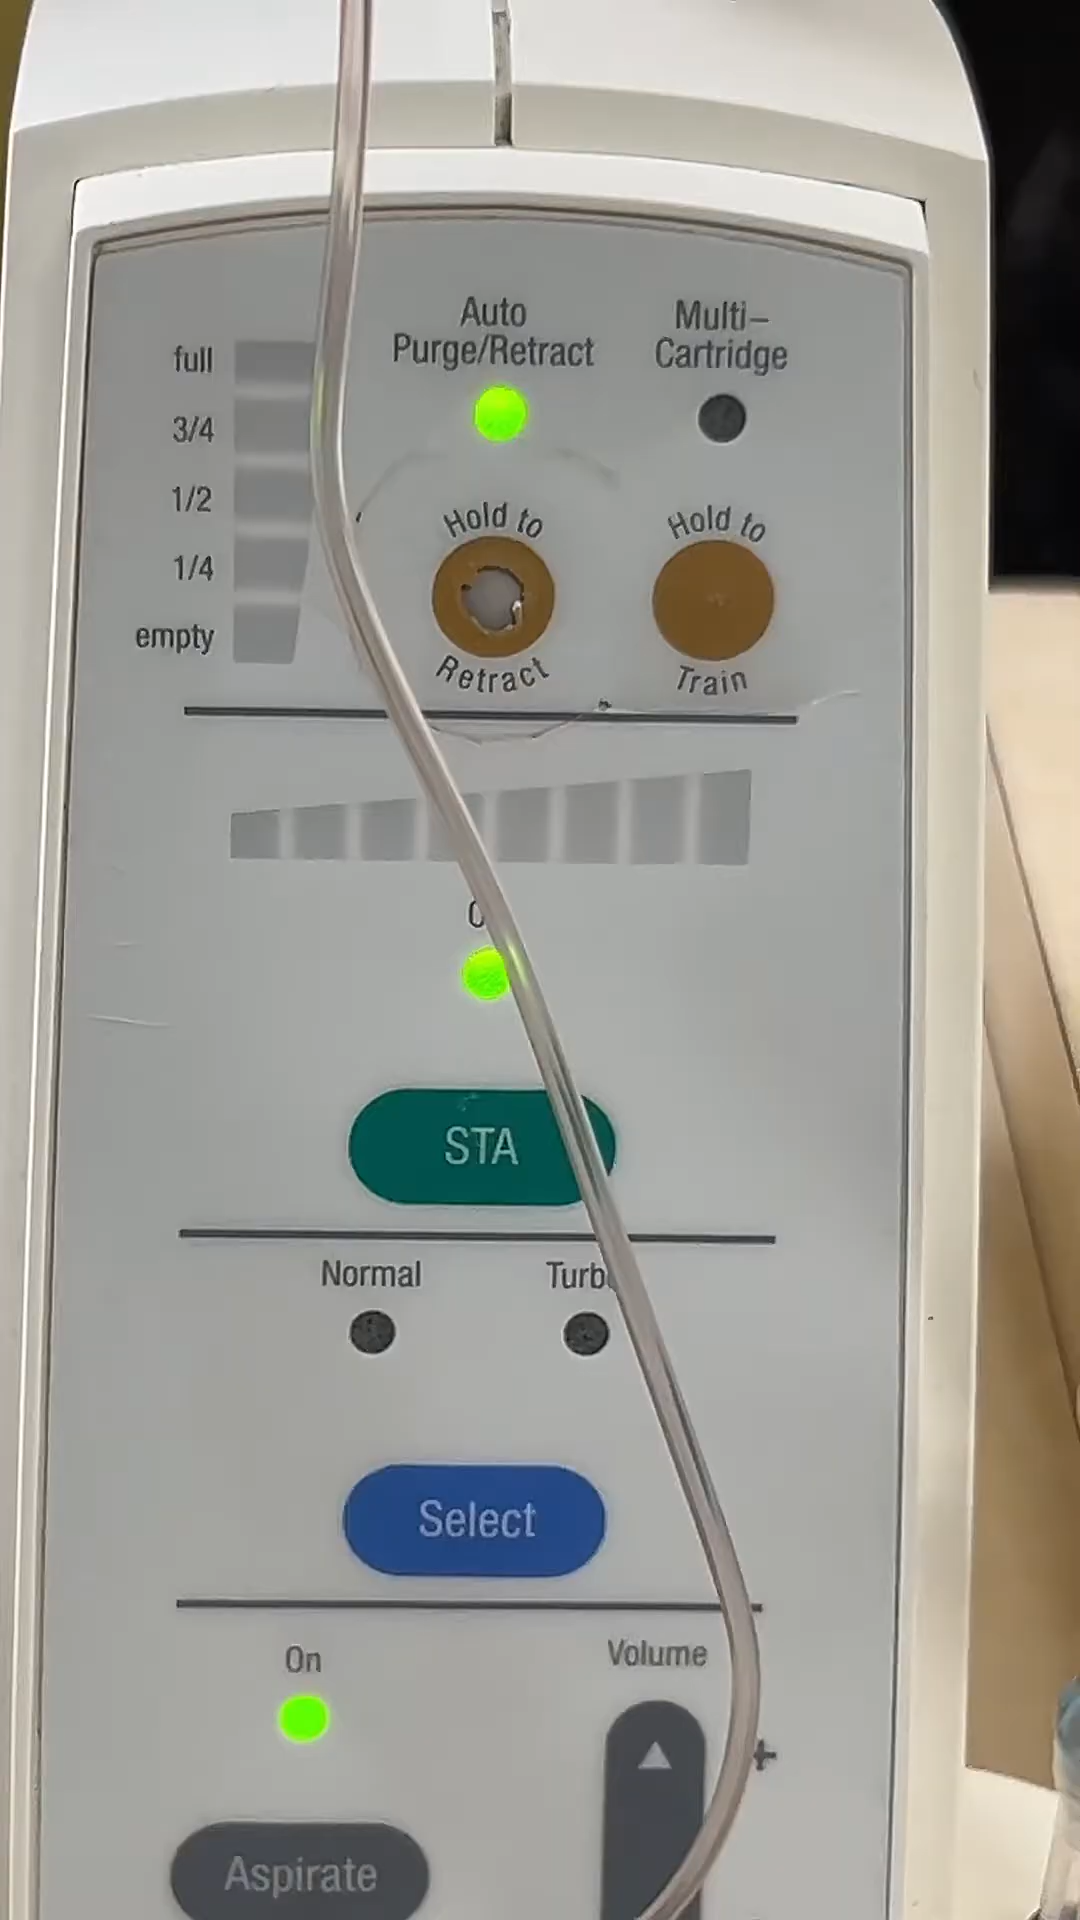 Auto
Purge/Retract
Multi–
Cartridge
full
3/4
1/2
1/4
empty
Hold to
Retract
Hold to
Train
STA
Normal
Select
On
Volume
+
Aspirate